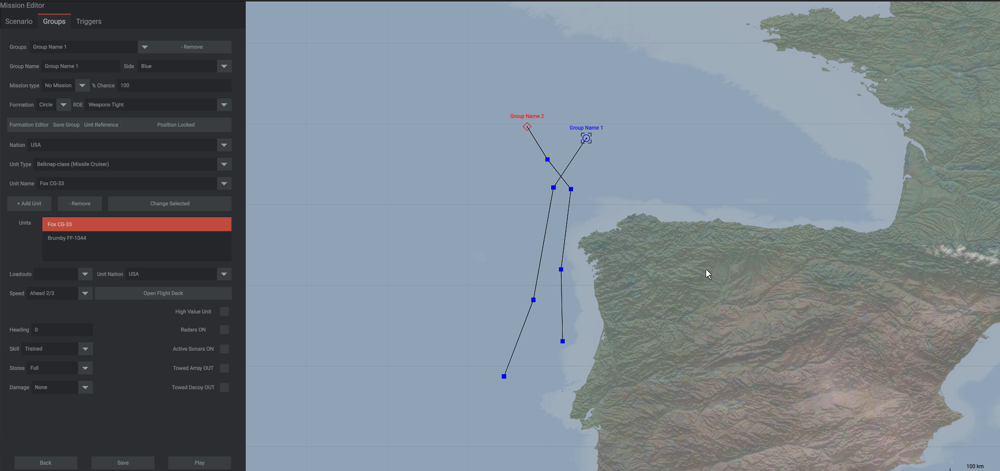 Mission Editor
Scenario Groups Triggers
Groups Group Name 1 - Remove
Group Name Group Name 1 Side Blue
Mission type No Mission % Chance 100
Formation Circle ROE Weapons Tight
Formation Editor Save Group Unit Reference Position Locked
Nation USA
Unit Type Belknap-class (Missile Cruiser)
Unit Name Fox CG-33
+ Add Unit - Remove Change Selected
Units Fox CG-33
Brumby FF-1044
Loadouts Unit Nation USA
Speed Ahead 2/3 Open Flight Deck
High Value Unit
Heading 0 Radars ON
Skill Trained Active Sonars ON
Stores Full Towed Array OUT
Damage None Towed Decoy OUT
Back Save Play
Group Name 2
Group Name 1
100 km